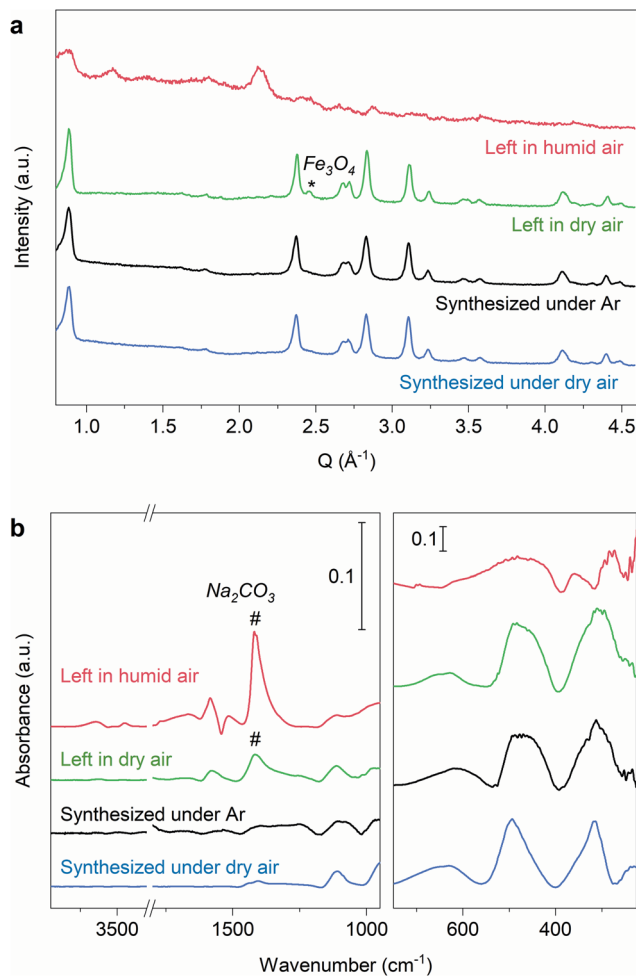 a
Intensity (a.u.)
Left in humid air
Fe3O4
*
Left in dry air
Synthesized under Ar
Synthesized under dry air
1.0 1.5 2.0 2.5 3.0 3.5 4.0 4.5
Q (Å-1)
b
Absorbance (a.u.)
0.1
0.1
Na2CO3
#
Left in humid air
#
Left in dry air
Synthesized under Ar
Synthesized under dry air
3500 1500 1000 600 400
Wavenumber (cm-1)